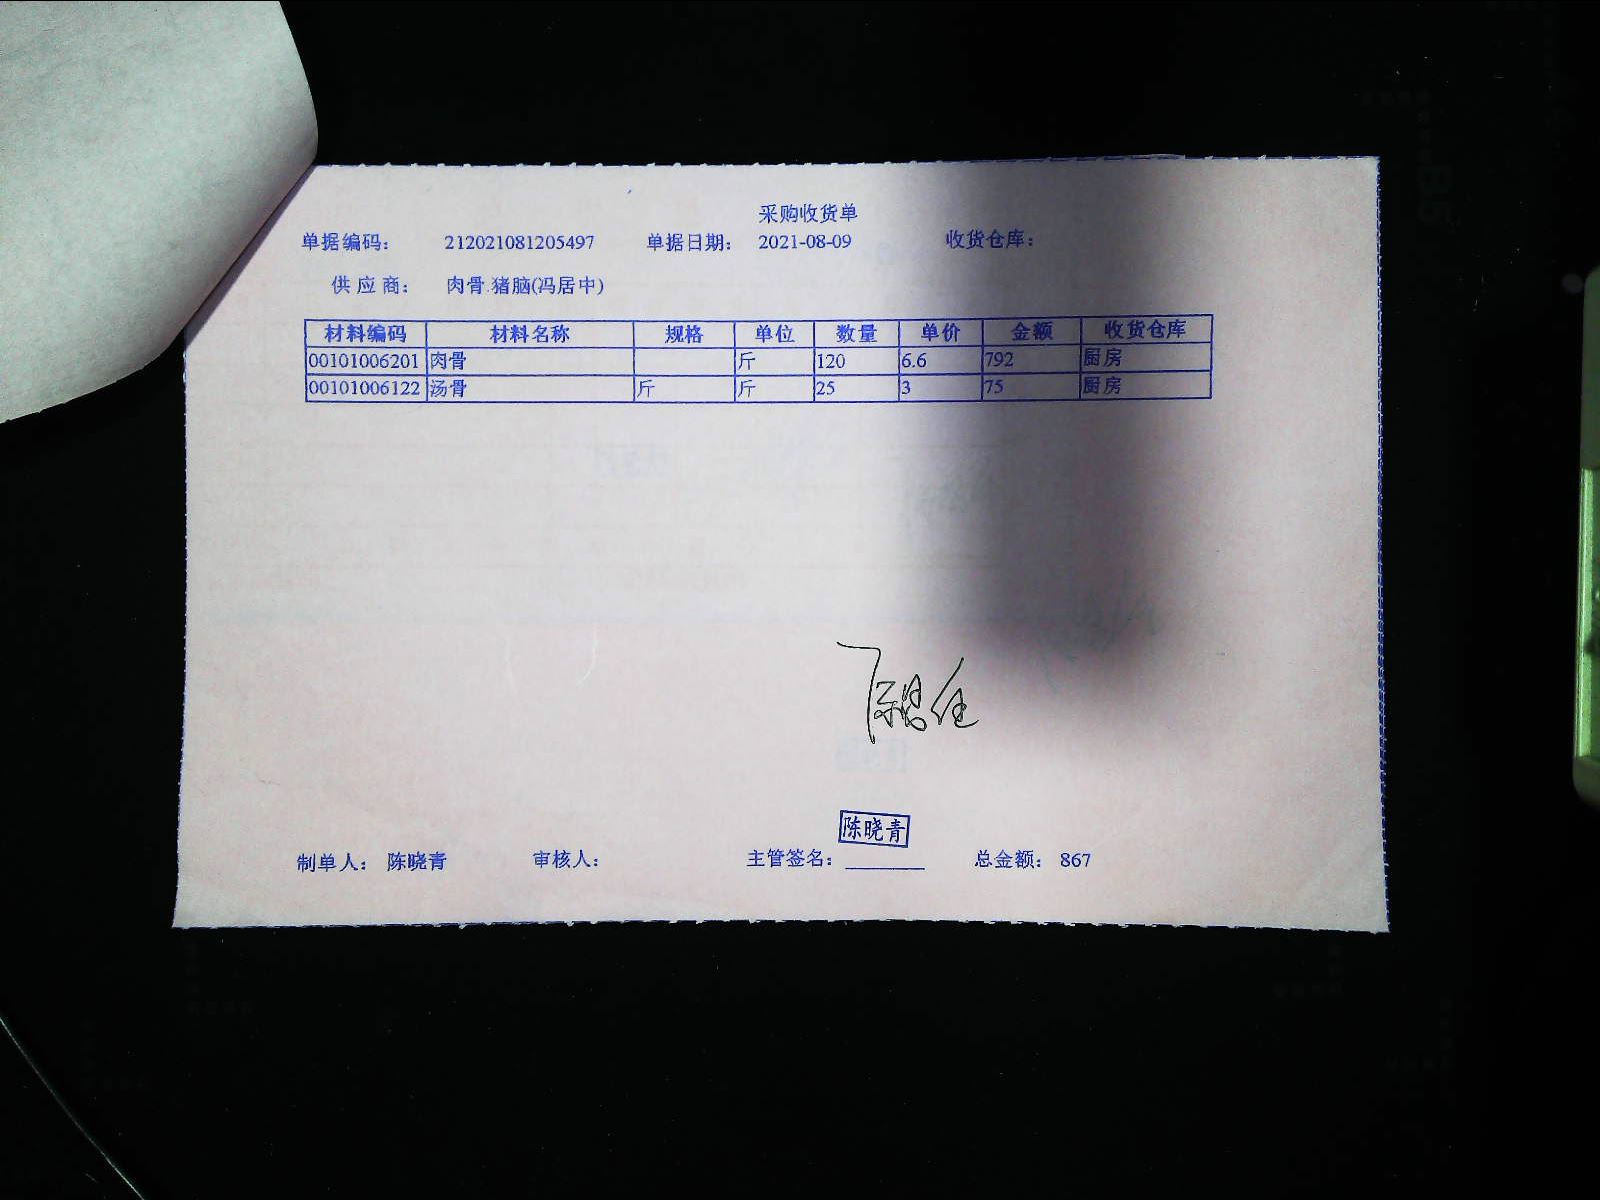 采购收货单
单据编码： 212021081205497 单据日期： 2021-08-09 收货仓库：
供应商： 肉骨.猪脑(冯居中)
材料编码 材料名称 规格 单位 数量 单价 金额 收货仓库
00101006201 肉骨 斤 120 6.6 792 厨房
00101006122 汤骨 斤 斤 25 3 75 厨房
陈晓青
制单人： 陈晓青 审核人： 主管签名： 总金额： 867